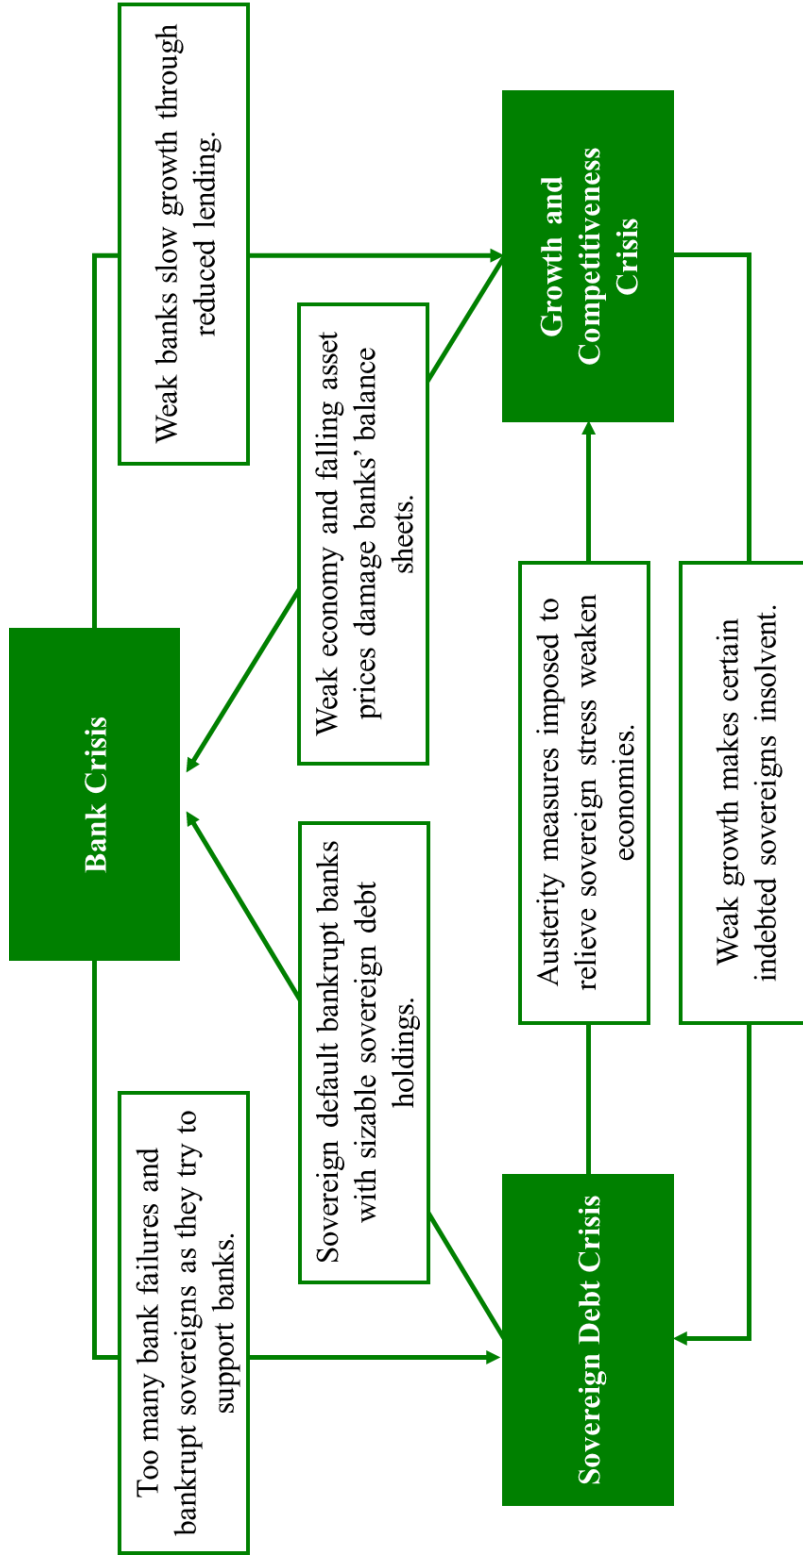 Bank Crisis
Too many bank failures and
bankrupt sovereigns as they try to
support banks.
Weak banks slow growth through
reduced lending.
Sovereign default bankrupt banks
with sizable sovereign debt
holdings.
Weak economy and falling asset
prices damage banks’ balance
sheets.
Sovereign Debt Crisis
Austerity measures imposed to
relieve sovereign stress weaken
economies.
Growth and
Competitiveness
Crisis
Weak growth makes certain
indebted sovereigns insolvent.